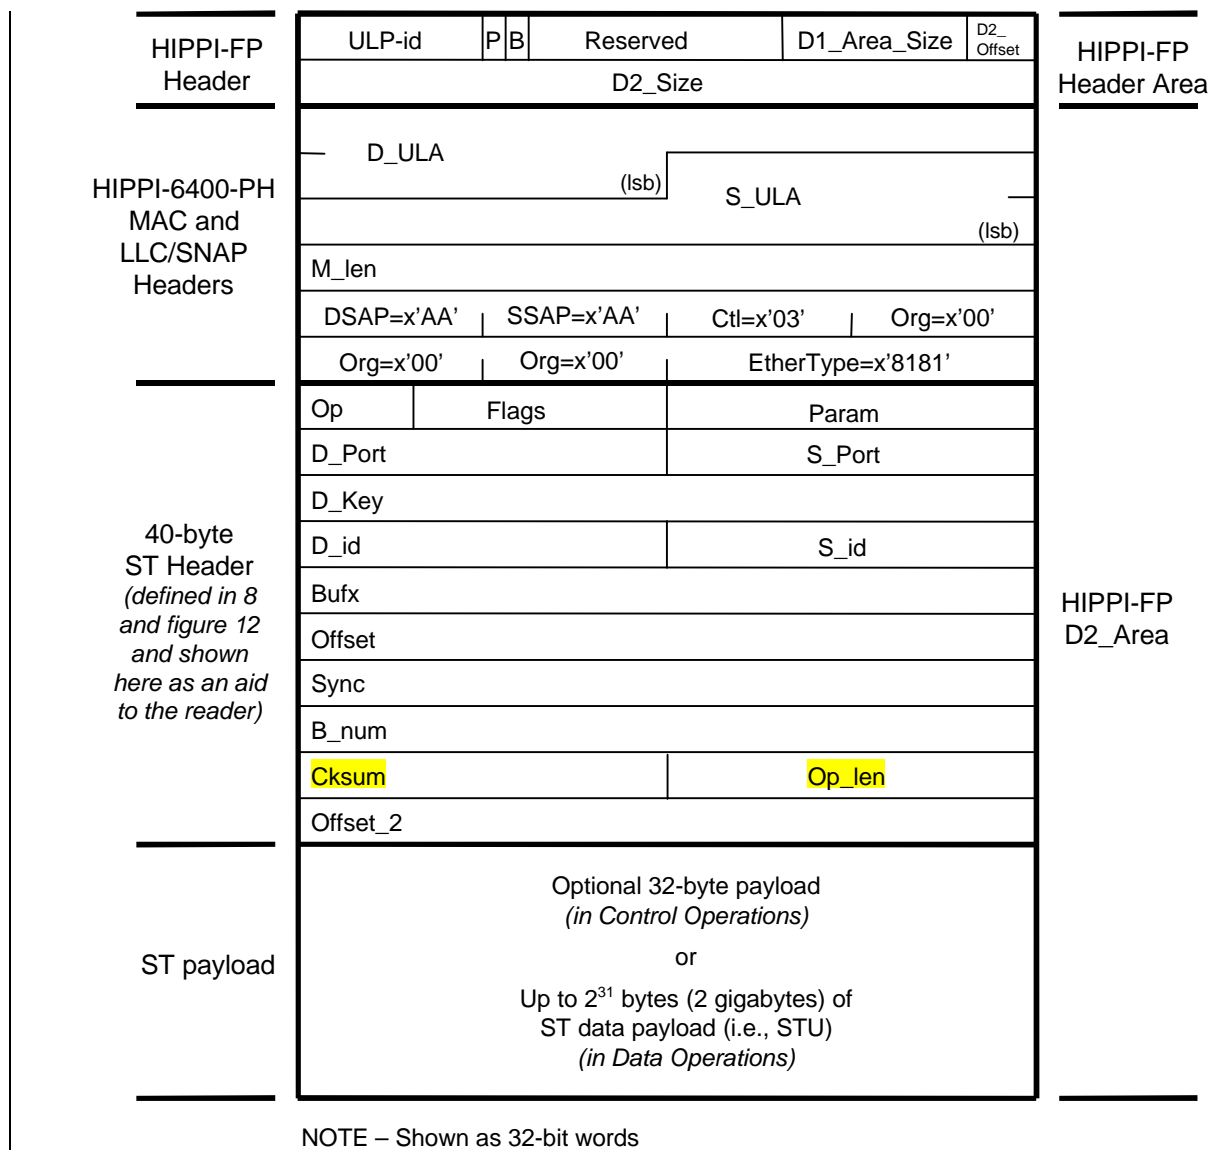 HIPPI-FP
Header
ULP-id P B Reserved D1_Area_Size D2_
Offset
D2_Size
HIPPI-FP
Header Area
HIPPI-6400-PH
MAC and
LLC/SNAP
Headers
D_ULA
(lsb)
S_ULA
(lsb)
M_len
DSAP=x’AA’ SSAP=x’AA’ Ctl=x’03’ Org=x’00’
Org=x’00’ Org=x’00’ EtherType=x’8181’
40-byte
ST Header
(defined in 8
and figure 12
and shown
here as an aid
to the reader)
Op Flags Param
D_Port S_Port
D_Key
D_id S_id
Bufx
Offset
Sync
B_num
Cksum Op_len
Offset_2
HIPPI-FP
D2_Area
ST payload
Optional 32-byte payload
(in Control Operations)
or
Up to 2³¹ bytes (2 gigabytes) of
ST data payload (i.e., STU)
(in Data Operations)
NOTE – Shown as 32-bit words